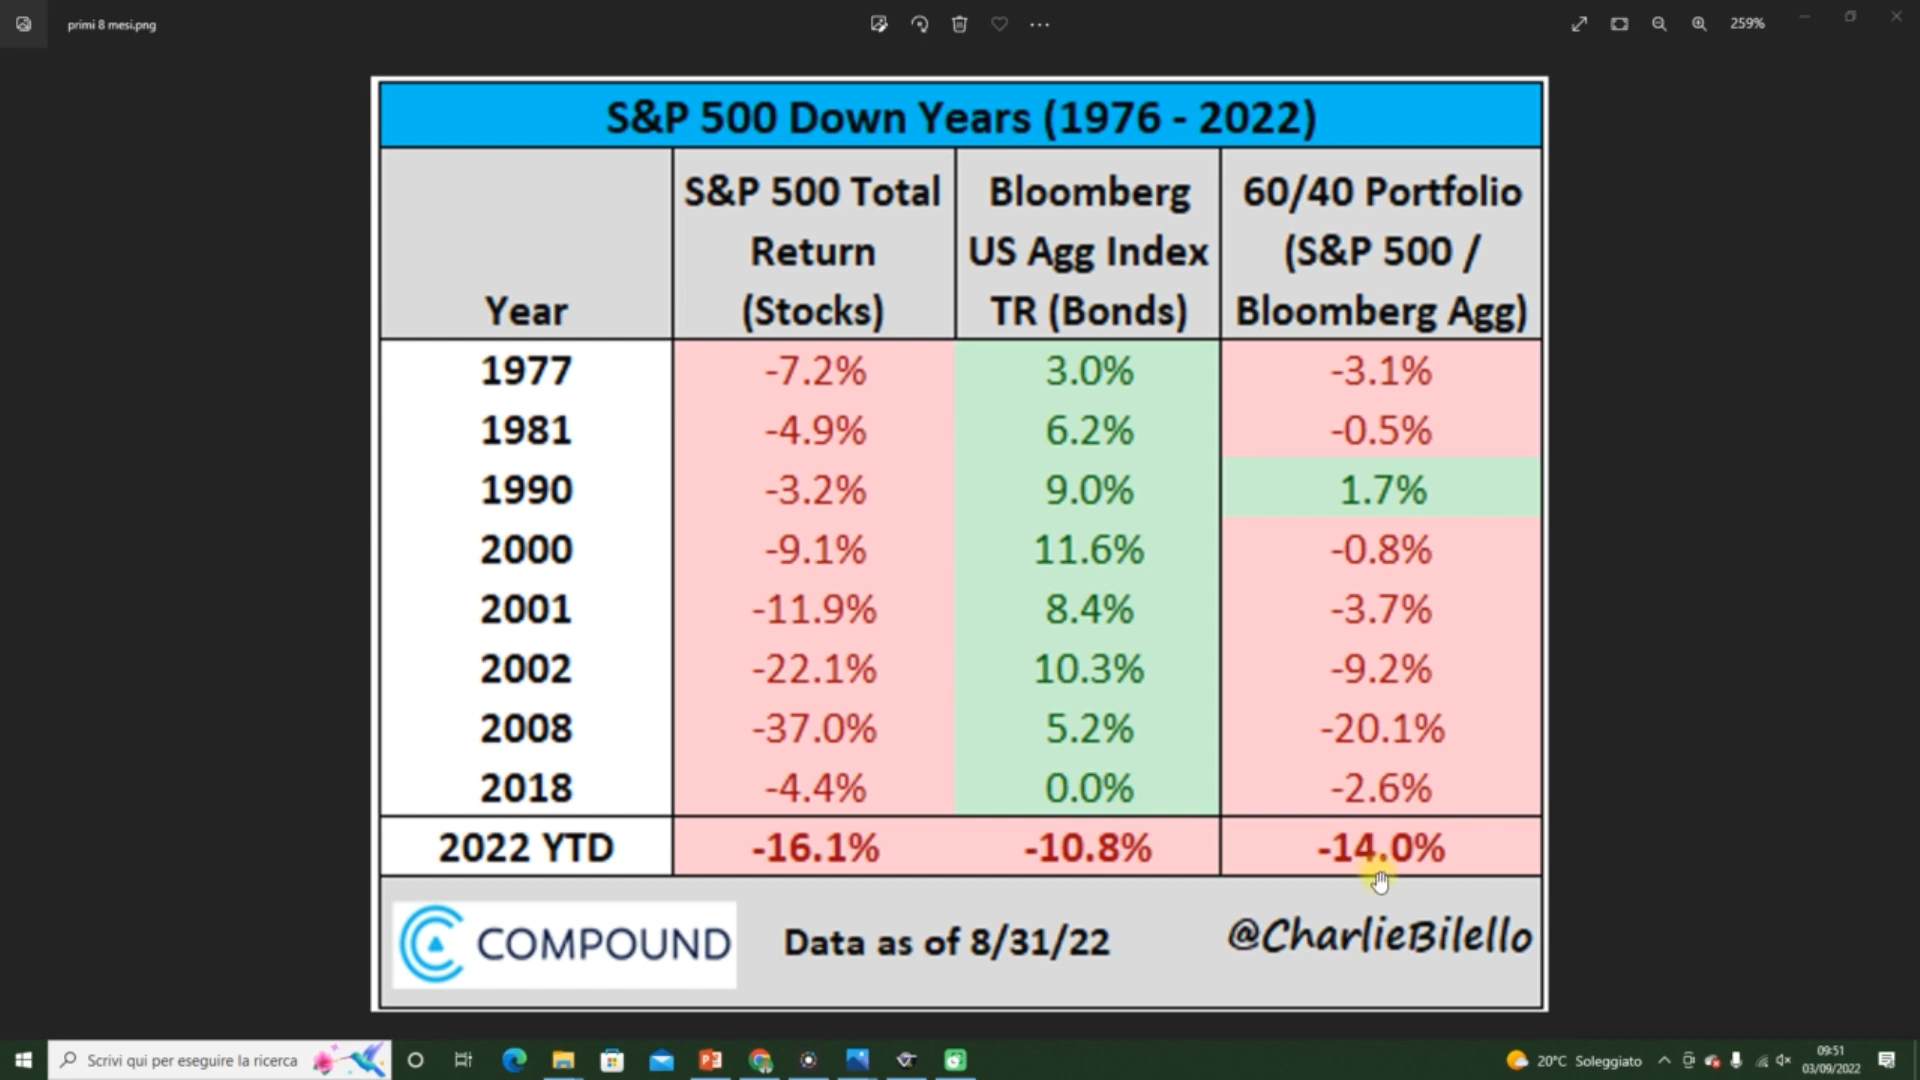 primi 8 mesi.png
259%
S&P 500 Down Years (1976 - 2022)
Year
S&P 500 Total
Return
(Stocks)
Bloomberg
US Agg Index
TR (Bonds)
60/40 Portfolio
(S&P 500 /
Bloomberg Agg)
1977 -7.2% 3.0% -3.1%
1981 -4.9% 6.2% -0.5%
1990 -3.2% 9.0% 1.7%
2000 -9.1% 11.6% -0.8%
2001 -11.9% 8.4% -3.7%
2002 -22.1% 10.3% -9.2%
2008 -37.0% 5.2% -20.1%
2018 -4.4% 0.0% -2.6%
2022 YTD -16.1% -10.8% -14.0%
COMPOUND Data as of 8/31/22 @CharlieBilello
Scrivi qui per eseguire la ricerca
20°C Soleggiato
09:51
03/09/2022